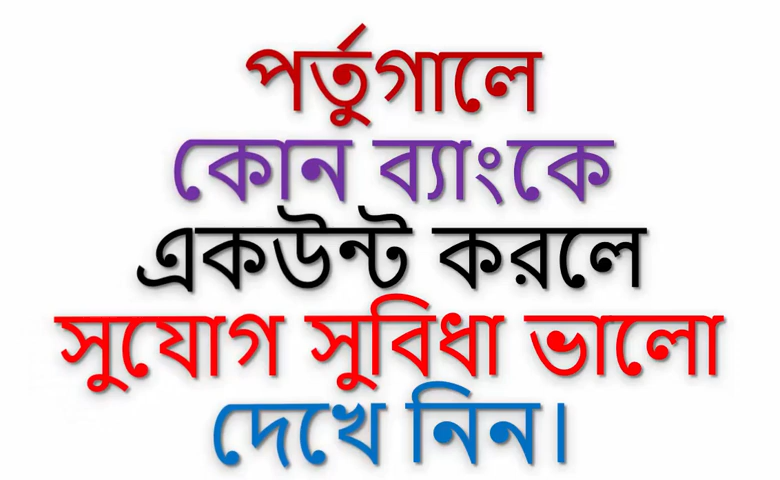 পর্তুগালে
কোন ব্যাংকে
একউন্ট করলে
সুযোগ সুবিধা ভালো
দেখে নিন।